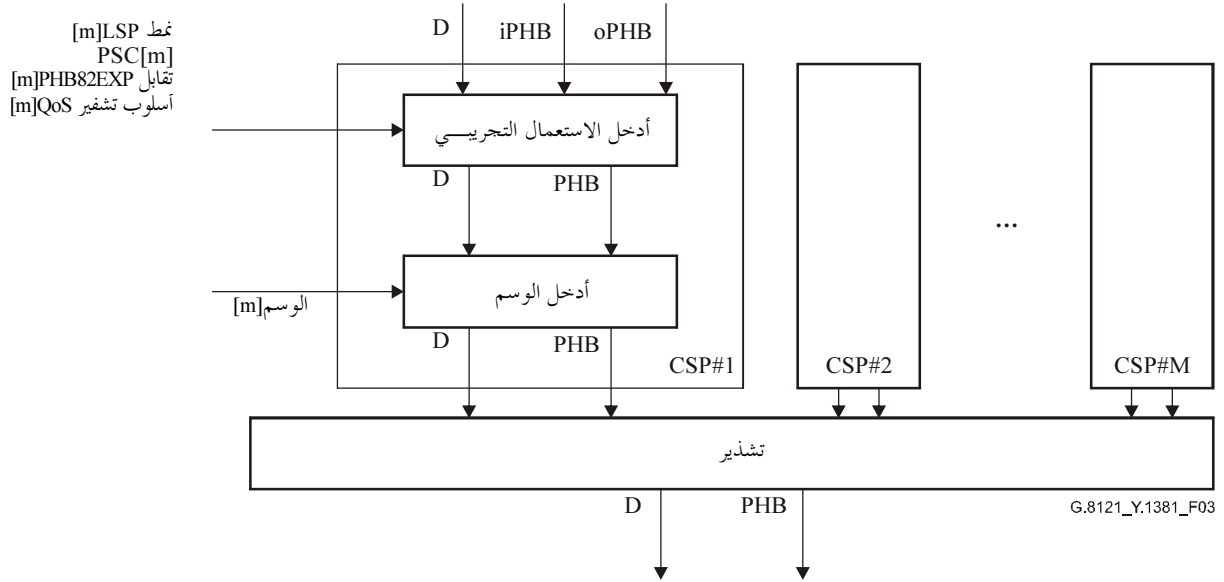 نمط LSP[m]
PSC[m]
تقابل PHB82EXP[m]
أسلوب تشفير QoS[m]
D iPHB oPHB
أدخل الاستعمال التجريبـــي
D PHB
...
الوسم[m]
أدخل الوسم
D PHB
CSP#1 CSP#2 CSP#M
تشذير
D PHB
G.8121_Y.1381_F03